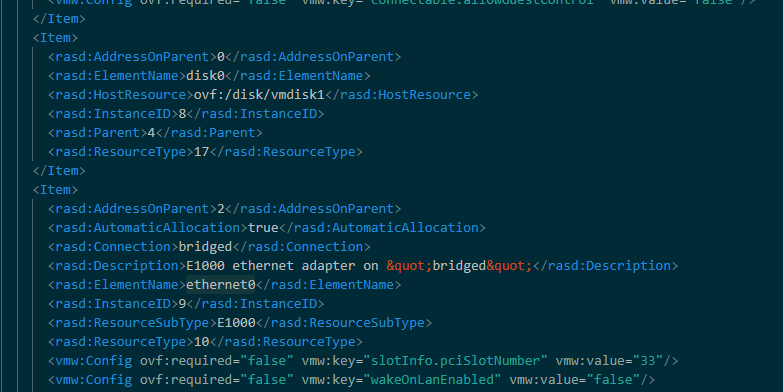 <vmw:Config ovf:required="false" vmw:key="connectable.allowGuestControl" vmw:value="false"/>
</Item>
<Item>
<rasd:AddressOnParent>0</rasd:AddressOnParent>
<rasd:ElementName>disk0</rasd:ElementName>
<rasd:HostResource>ovf:/disk/vmdisk1</rasd:HostResource>
<rasd:InstanceID>8</rasd:InstanceID>
<rasd:Parent>4</rasd:Parent>
<rasd:ResourceType>17</rasd:ResourceType>
</Item>
<Item>
<rasd:AddressOnParent>2</rasd:AddressOnParent>
<rasd:AutomaticAllocation>true</rasd:AutomaticAllocation>
<rasd:Connection>bridged</rasd:Connection>
<rasd:Description>E1000 ethernet adapter on &quot;bridged&quot;</rasd:Description>
<rasd:ElementName>ethernet0</rasd:ElementName>
<rasd:InstanceID>9</rasd:InstanceID>
<rasd:ResourceSubType>E1000</rasd:ResourceSubType>
<rasd:ResourceType>10</rasd:ResourceType>
<vmw:Config ovf:required="false" vmw:key="slotInfo.pciSlotNumber" vmw:value="33"/>
<vmw:Config ovf:required="false" vmw:key="wakeOnLanEnabled" vmw:value="false"/>